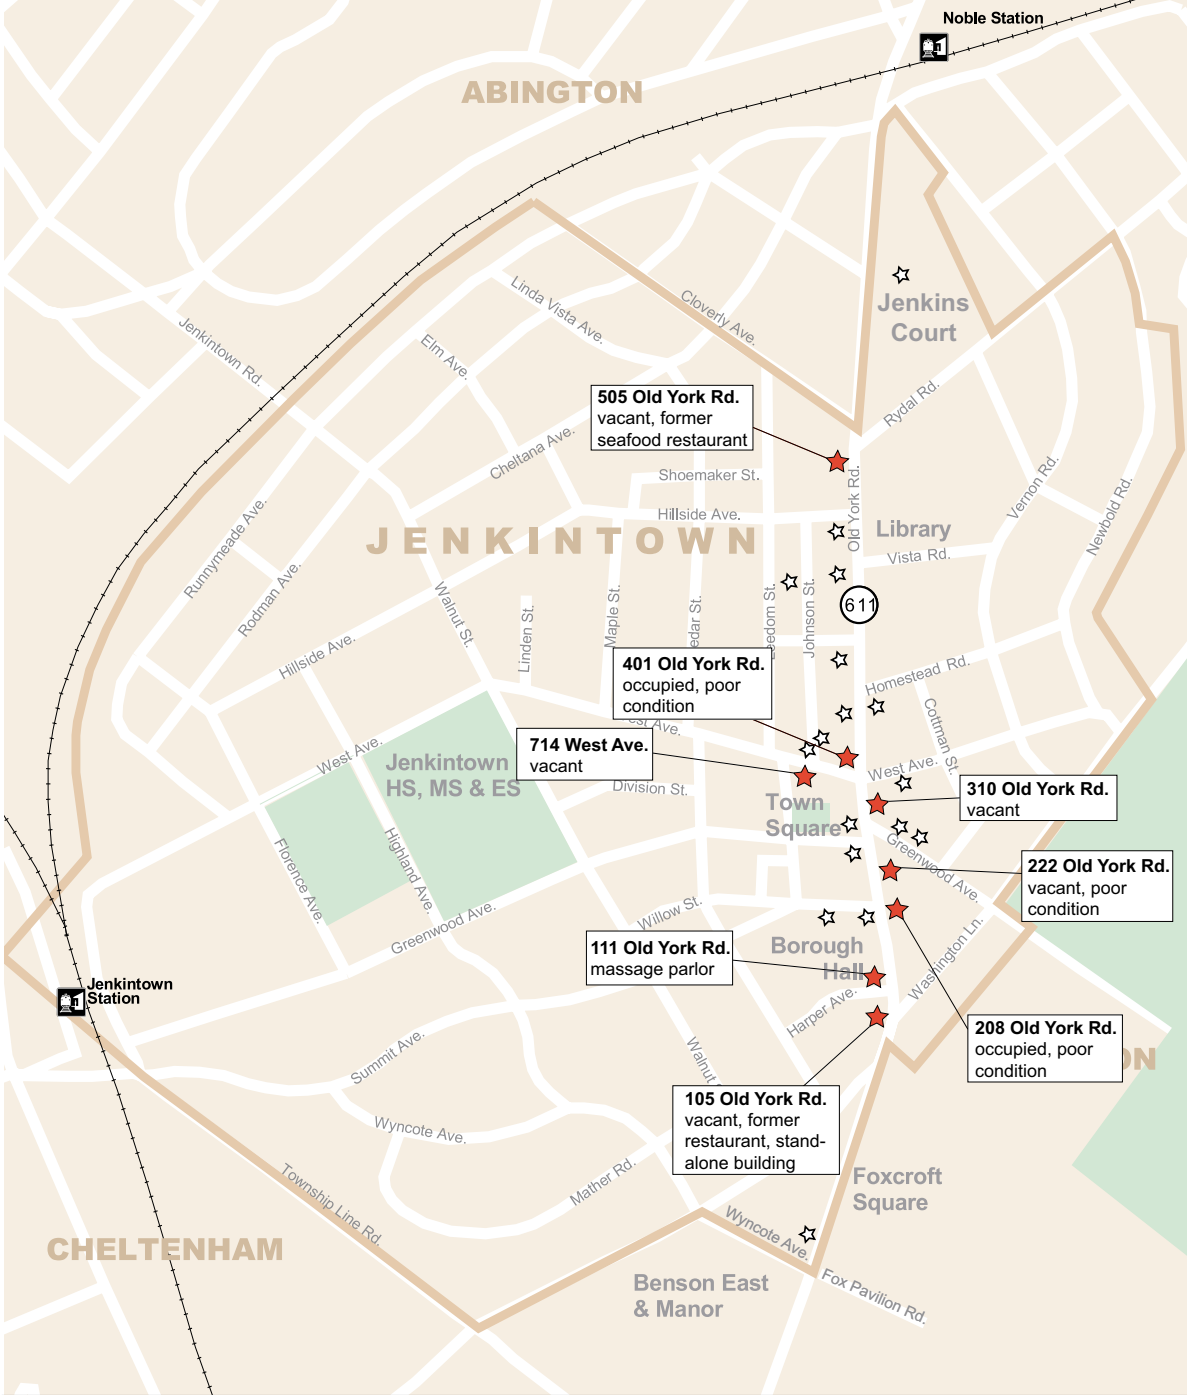 Noble Station
ABINGTON
Jenkins
Court
Linda Vista Ave.
Cloverly Ave.
Jenkintown Rd.
Elm Ave.
Rydal Rd.
505 Old York Rd.
vacant, former
seafood restaurant
Cheltana Ave.
Shoemaker St.
Old York Rd.
Vernon Rd.
Newbold Rd.
Hillside Ave.
JENKINTOWN
Library
Vista Rd.
Runnymeade Ave.
Rodman Ave.
Walnut St.
Linden St.
Maple St.
edar St.
eedom St.
Johnson St.
611
Hillside Ave.
401 Old York Rd.
occupied, poor
condition
Homestead Rd.
Cottman St.
est Ave.
714 West Ave.
vacant
West Ave.
Jenkintown
HS, MS & ES
West Ave.
Division St.
310 Old York Rd.
vacant
Town
Square
Florence Ave.
Highland Ave.
Greenwood Ave.
222 Old York Rd.
vacant, poor
condition
Willow St.
Greenwood Ave.
111 Old York Rd.
massage parlor
Borough
Hall
Washington Ln.
Jenkintown
Station
Harper Ave.
208 Old York Rd.
occupied, poor
condition
ON
Summit Ave.
Walnut
105 Old York Rd.
vacant, former
restaurant, stand-
alone building
Wyncote Ave.
Mather Rd.
Foxcroft
Square
Township Line Rd.
Wyncote Ave.
CHELTENHAM
Benson East
& Manor
Fox Pavilion Rd.